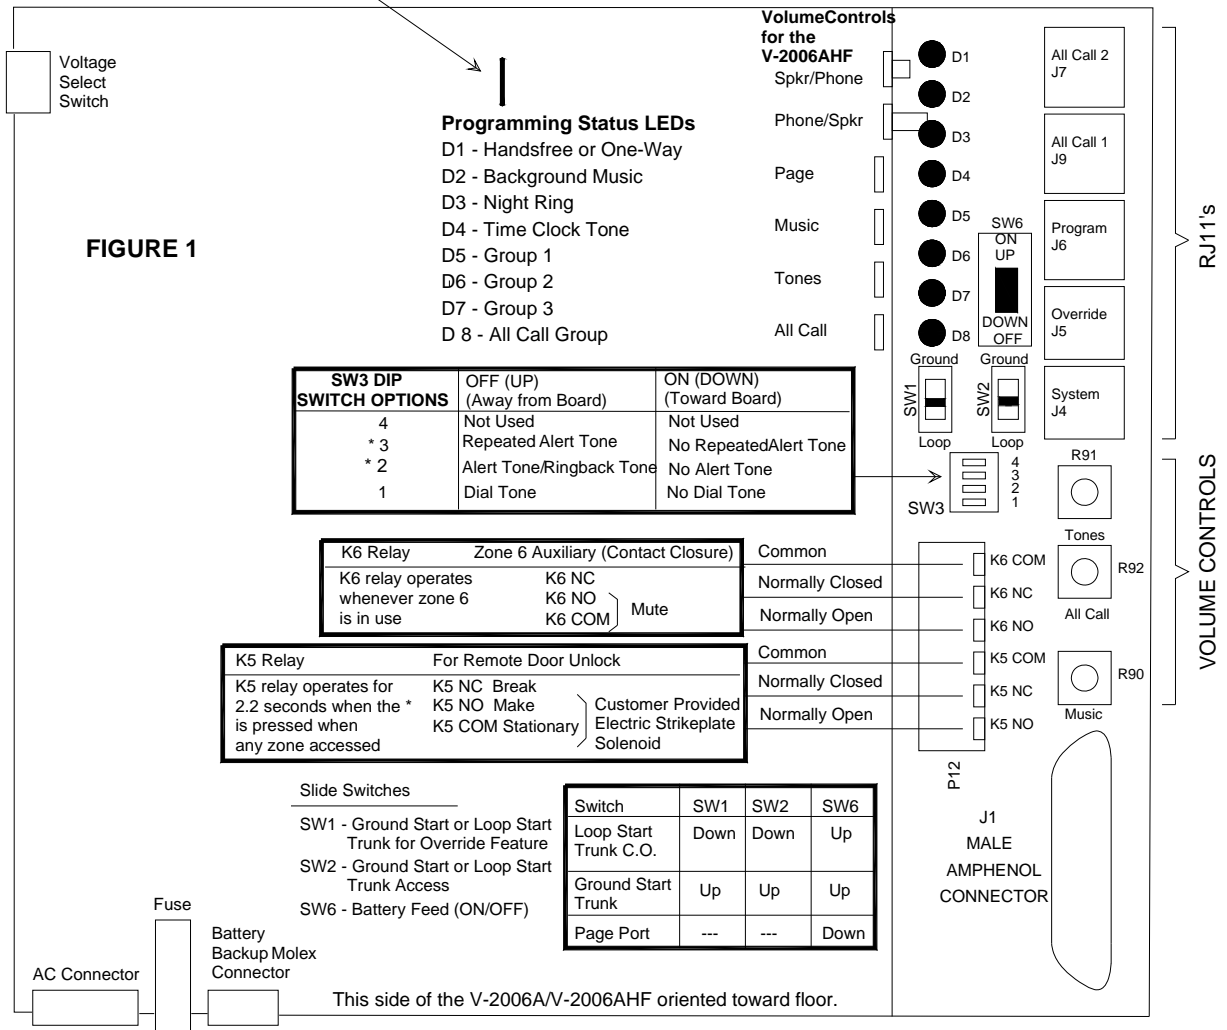 Voltage
Select
Switch
FIGURE 1
Programming Status LEDs
D1 - Handsfree or One-Way
D2 - Background Music
D3 - Night Ring
D4 - Time Clock Tone
D5 - Group 1
D6 - Group 2
D7 - Group 3
D 8 - All Call Group
VolumeControls
for the
V-2006AHF
Spkr/Phone
Phone/Spkr
Page
Music
Tones
All Call
D1
D2
D3
D4
D5
D6
D7
D8
SW6
ON
UP
DOWN
OFF
All Call 2
J7
All Call 1
J9
Program
J6
Override
J5
System
J4
RJ11's
Ground
SW1
Loop
Ground
SW2
Loop
SW3 DIP SWITCH OPTIONS | OFF (UP) (Away from Board) | ON (DOWN) (Toward Board)
4 Not Used Not Used
* 3 Repeated Alert Tone No RepeatedAlert Tone
* 2 Alert Tone/Ringback Tone No Alert Tone
1 Dial Tone No Dial Tone
SW3
4
3
2
1
R91
Tones
R92
All Call
R90
Music
VOLUME CONTROLS
K6 Relay Zone 6 Auxiliary (Contact Closure)
K6 relay operates
whenever zone 6
is in use
K6 NC
K6 NO
K6 COM
Mute
Common
Normally Closed
Normally Open
K6 COM
K6 NC
K6 NO
K5 Relay For Remote Door Unlock
K5 relay operates for
2.2 seconds when the *
is pressed when
any zone accessed
K5 NC Break
K5 NO Make
K5 COM Stationary
Customer Provided
Electric Strikeplate
Solenoid
Common
Normally Closed
Normally Open
K5 COM
K5 NC
K5 NO
P12
J1
MALE
AMPHENOL
CONNECTOR
Slide Switches
SW1 - Ground Start or Loop Start
Trunk for Override Feature
SW2 - Ground Start or Loop Start
Trunk Access
SW6 - Battery Feed (ON/OFF)
Switch SW1 SW2 SW6
Loop Start Trunk C.O. Down Down Up
Ground Start Trunk Up Up Up
Page Port --- --- Down
Fuse
Battery
Backup Molex
Connector
AC Connector
This side of the V-2006A/V-2006AHF oriented toward floor.